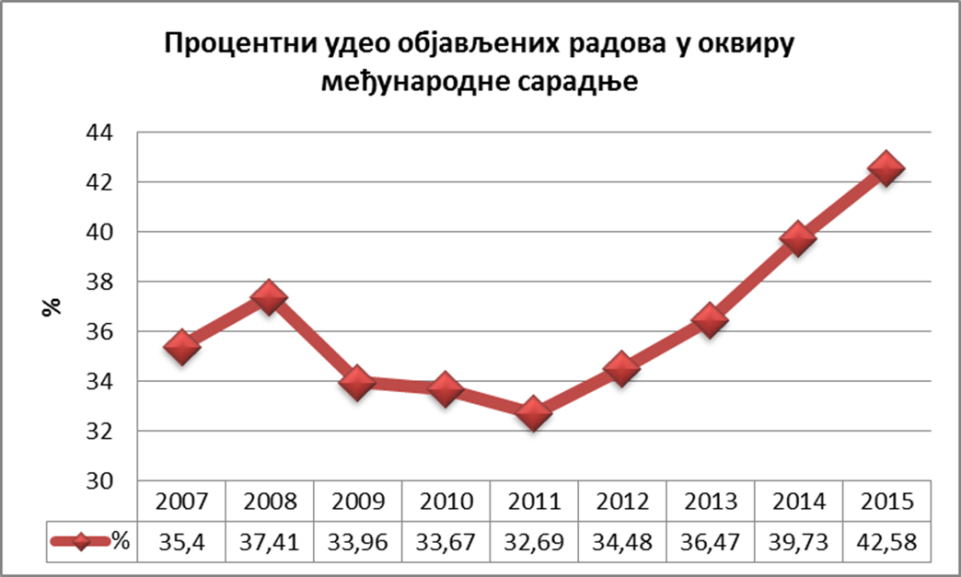 Процентни удео објављених радова у оквиру
међународне сарадње
44
42
40
38
36
34
32
30
%
2007 2008 2009 2010 2011 2012 2013 2014 2015
% 35,4 37,41 33,96 33,67 32,69 34,48 36,47 39,73 42,58